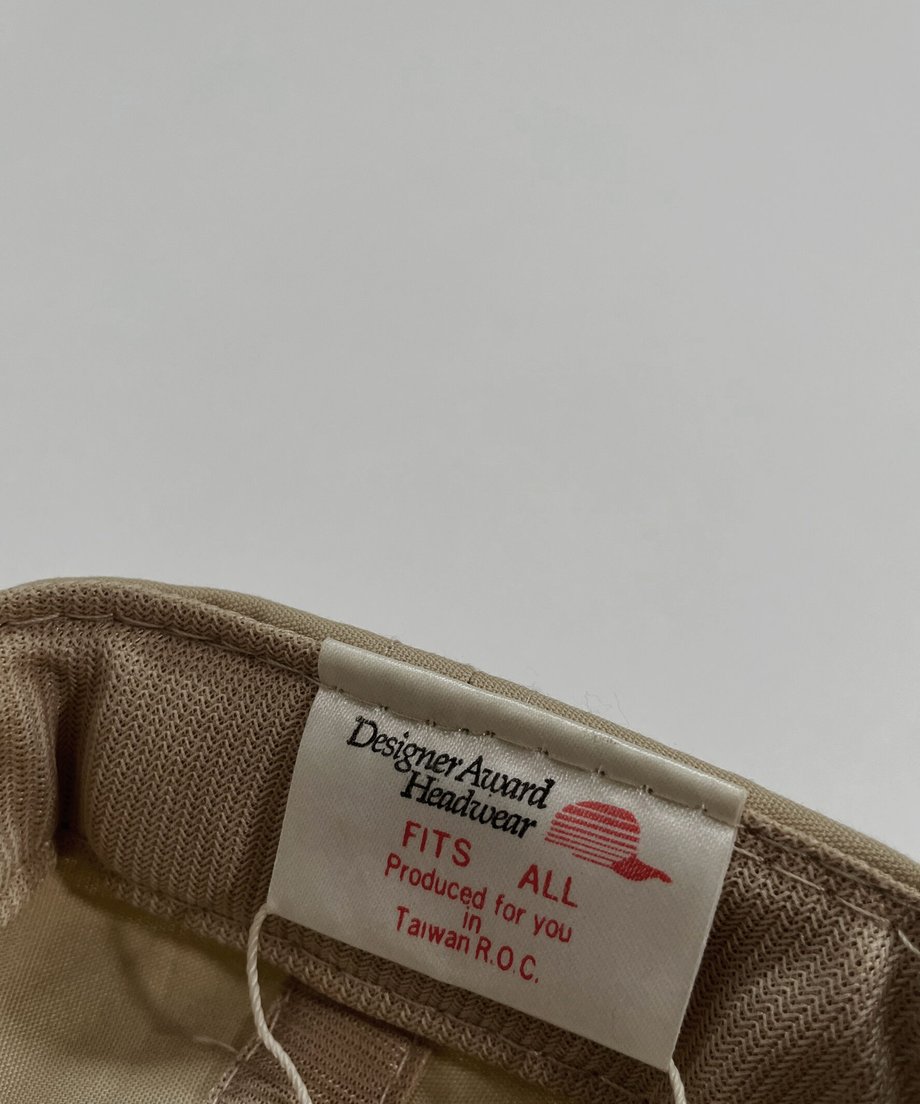 Designer Award
Headwear
FITS ALL
Produced for you
in
Taiwan R.O.C.